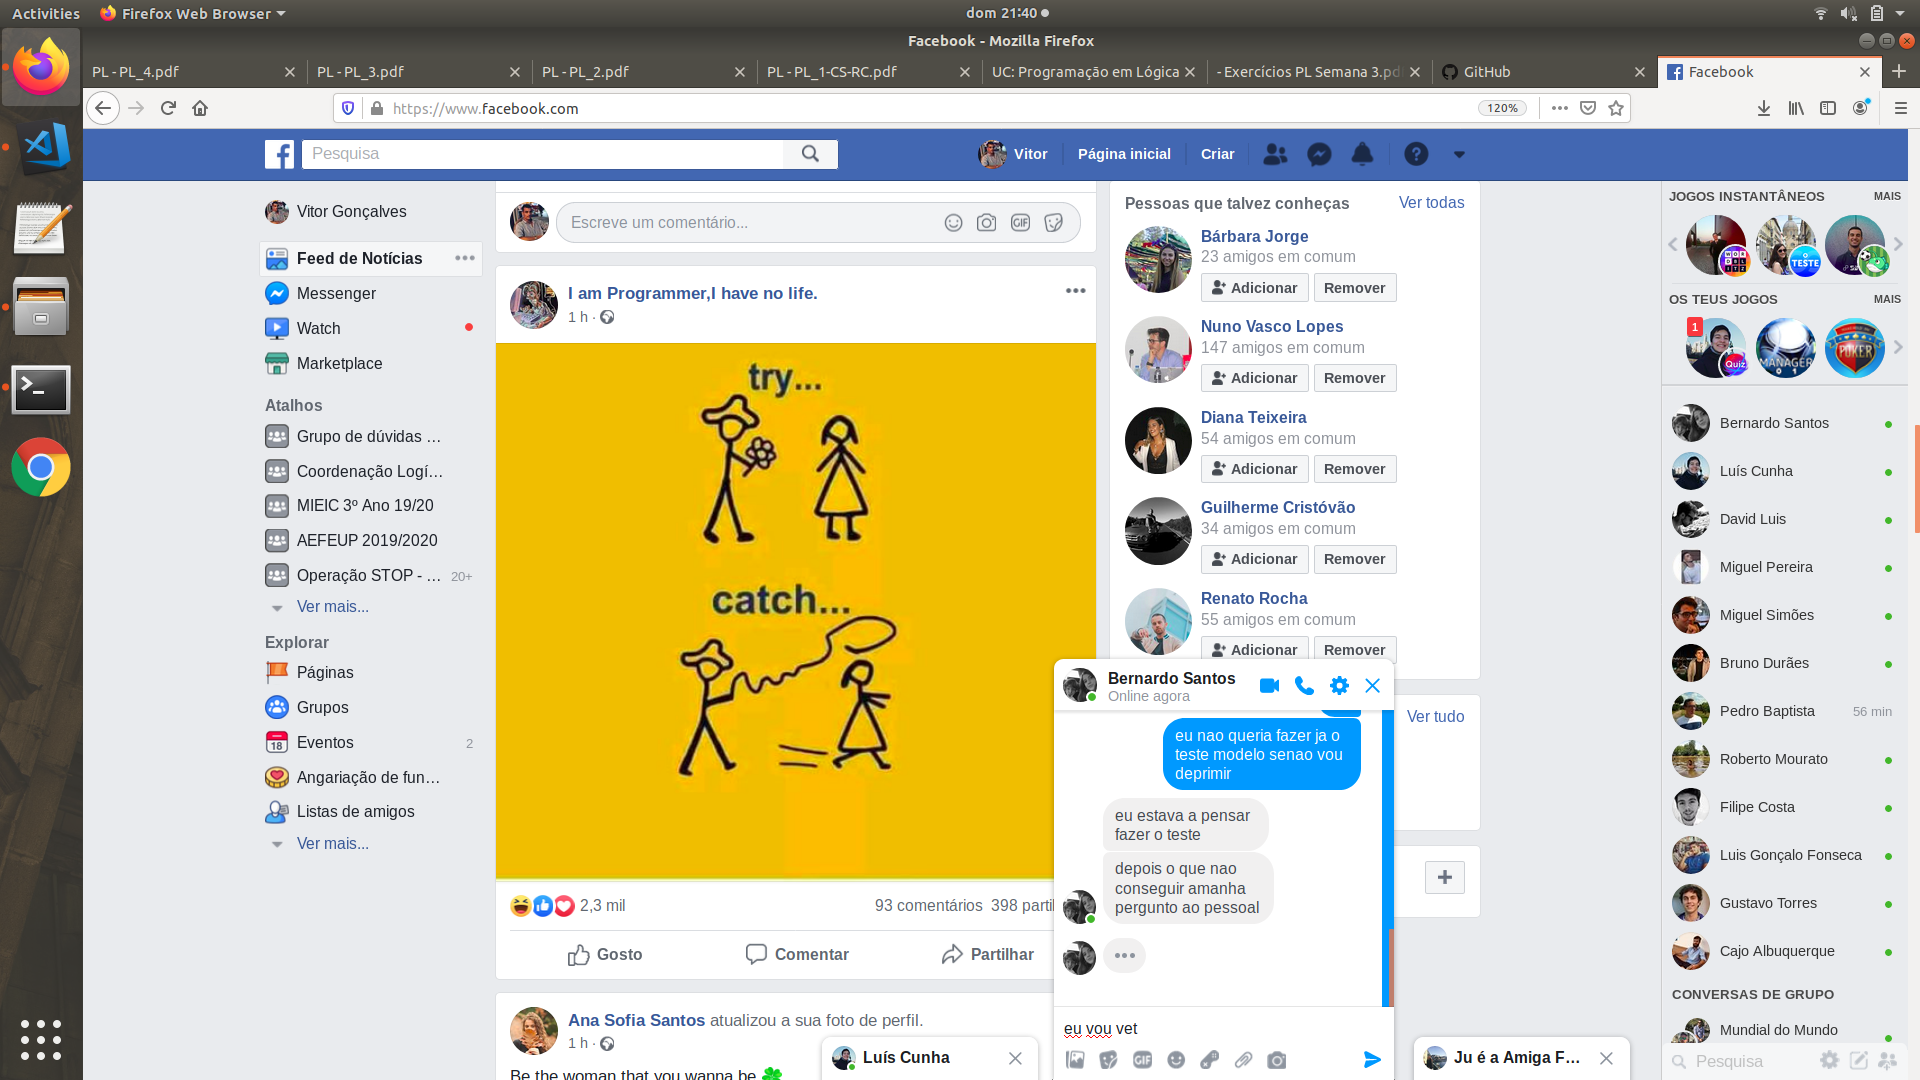 Activities
Firefox Web Browser
dom 21:40
Facebook - Mozilla Firefox
PL - PL_4.pdf
PL - PL_3.pdf
PL - PL_2.pdf
PL - PL_1-CS-RC.pdf
UC: Programação em Lógica
- Exercícios PL Semana 3.pd
GitHub
Facebook
https://www.facebook.com
120%
Pesquisa
Vitor
Página inicial
Criar
Vitor Gonçalves
Feed de Notícias
Messenger
Watch
Marketplace
Atalhos
Grupo de dúvidas ...
Coordenação Logí...
MIEIC 3º Ano 19/20
AEFEUP 2019/2020
Operação STOP - ... 20+
Ver mais...
Explorar
Páginas
Grupos
Eventos 2
Angariação de fun...
Listas de amigos
Ver mais...
Escreve um comentário...
GIF
I am Programmer,I have no life.
1 h ·
try...
catch...
2,3 mil
93 comentários 398 partil
Gosto
Comentar
Partilhar
Ana Sofia Santos atualizou a sua foto de perfil.
1 h ·
Be the woman that you wanna be
Pessoas que talvez conheças
Ver todas
Bárbara Jorge
23 amigos em comum
Adicionar
Remover
Nuno Vasco Lopes
147 amigos em comum
Adicionar
Remover
Diana Teixeira
54 amigos em comum
Adicionar
Remover
Guilherme Cristóvão
34 amigos em comum
Adicionar
Remover
Renato Rocha
55 amigos em comum
Adicionar
Remover
Ver tudo
Bernardo Santos
Online agora
eu nao queria fazer ja o
teste modelo senao vou
deprimir
eu estava a pensar
fazer o teste
depois o que nao
conseguir amanha
pergunto ao pessoal
eu vou vet
GIF
Luís Cunha
Ju é a Amiga F...
JOGOS INSTANTÂNEOS
MAIS
TESTE
OS TEUS JOGOS
MAIS
1
Quiz
MANAGER
POKER
Bernardo Santos
Luís Cunha
David Luis
Miguel Pereira
Miguel Simões
Bruno Durães
Pedro Baptista 56 min
Roberto Mourato
Filipe Costa
Luis Gonçalo Fonseca
Gustavo Torres
Cajo Albuquerque
CONVERSAS DE GRUPO
Mundial do Mundo
Pesquisa